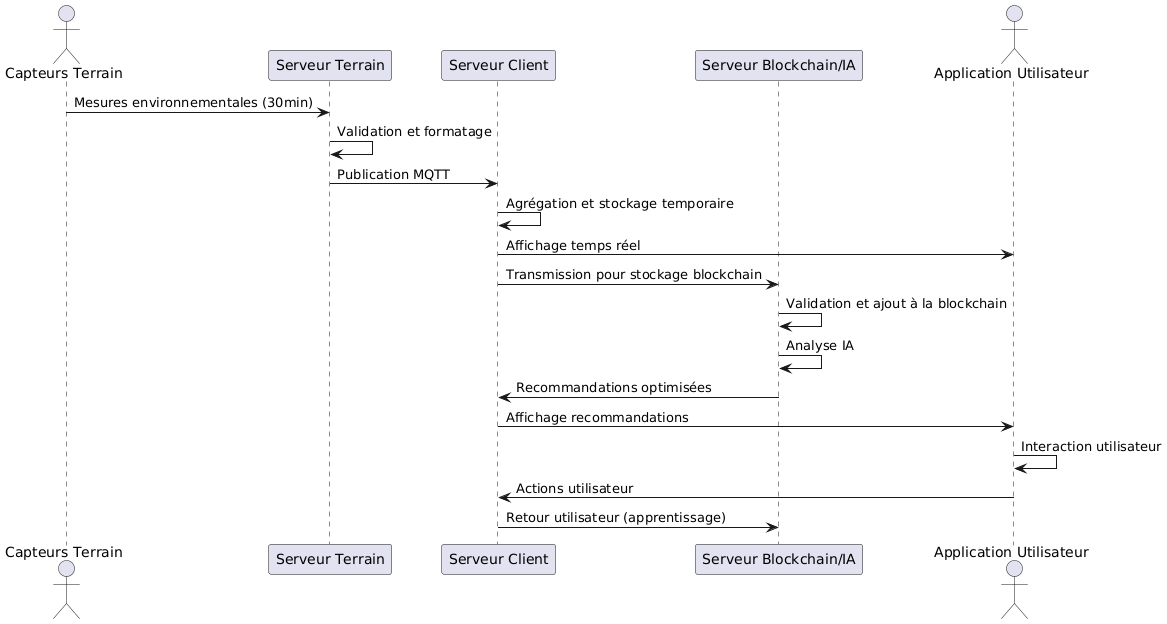 Capteurs Terrain
Serveur Terrain
Serveur Client
Serveur Blockchain/IA
Application Utilisateur
Mesures environnementales (30min)
Validation et formatage
Publication MQTT
Agrégation et stockage temporaire
Affichage temps réel
Transmission pour stockage blockchain
Validation et ajout à la blockchain
Analyse IA
Recommandations optimisées
Affichage recommandations
Interaction utilisateur
Actions utilisateur
Retour utilisateur (apprentissage)
Capteurs Terrain
Serveur Terrain
Serveur Client
Serveur Blockchain/IA
Application Utilisateur